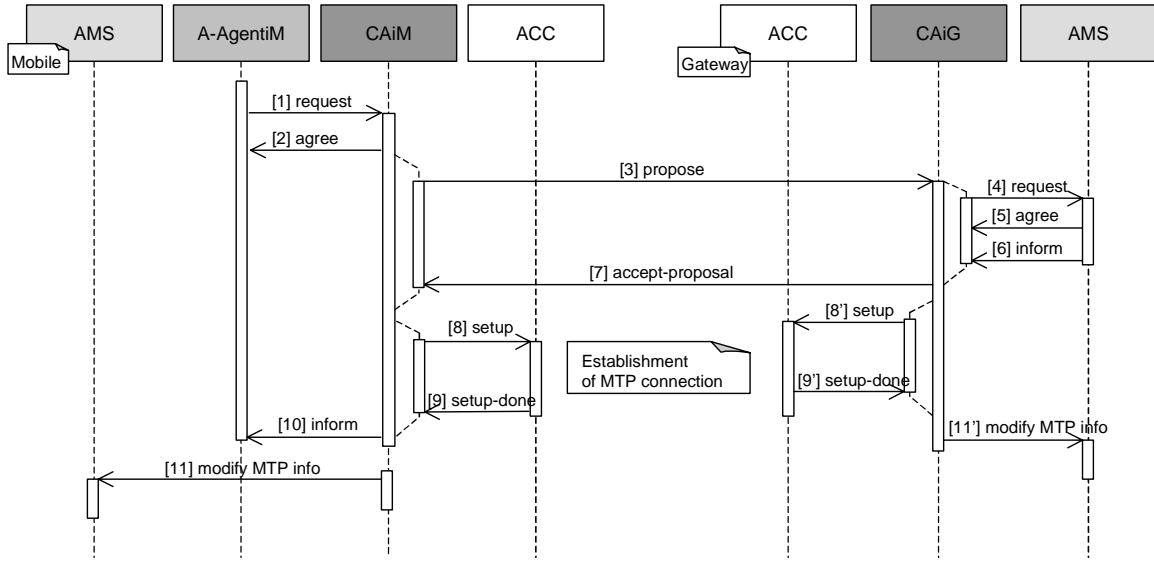 AMS
A-AgentiM
CAiM
ACC
ACC
CAiG
AMS
Mobile
Gateway
[1] request
[2] agree
[3] propose
[4] request
[5] agree
[6] inform
[7] accept-proposal
[8'] setup
[8] setup
Establishment
of MTP connection
[9'] setup-done
[9] setup-done
[10] inform
[11'] modify MTP info
[11] modify MTP info